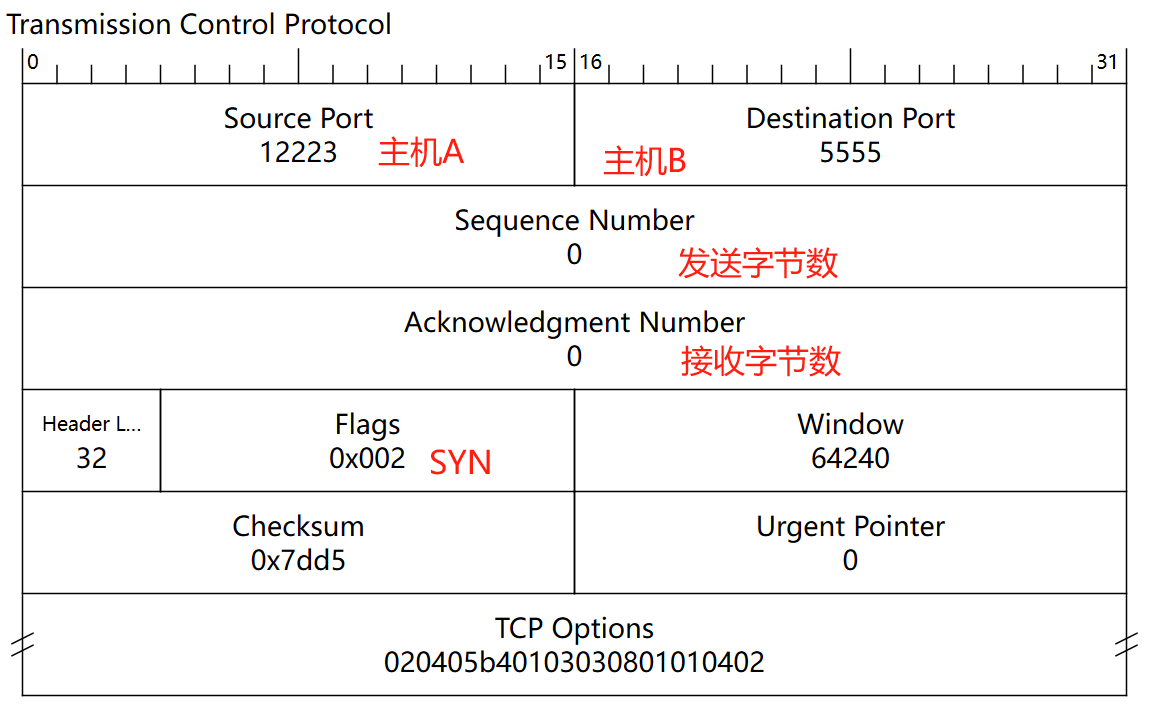 Transmission Control Protocol
0 15 16 31
Source Port Destination Port
12223 主机A 主机B 5555
Sequence Number
0 发送字节数
Acknowledgment Number
0 接收字节数
Header L... Flags Window
32 0x002 SYN 64240
Checksum Urgent Pointer
0x7dd5 0
TCP Options
020405b40103030801010402